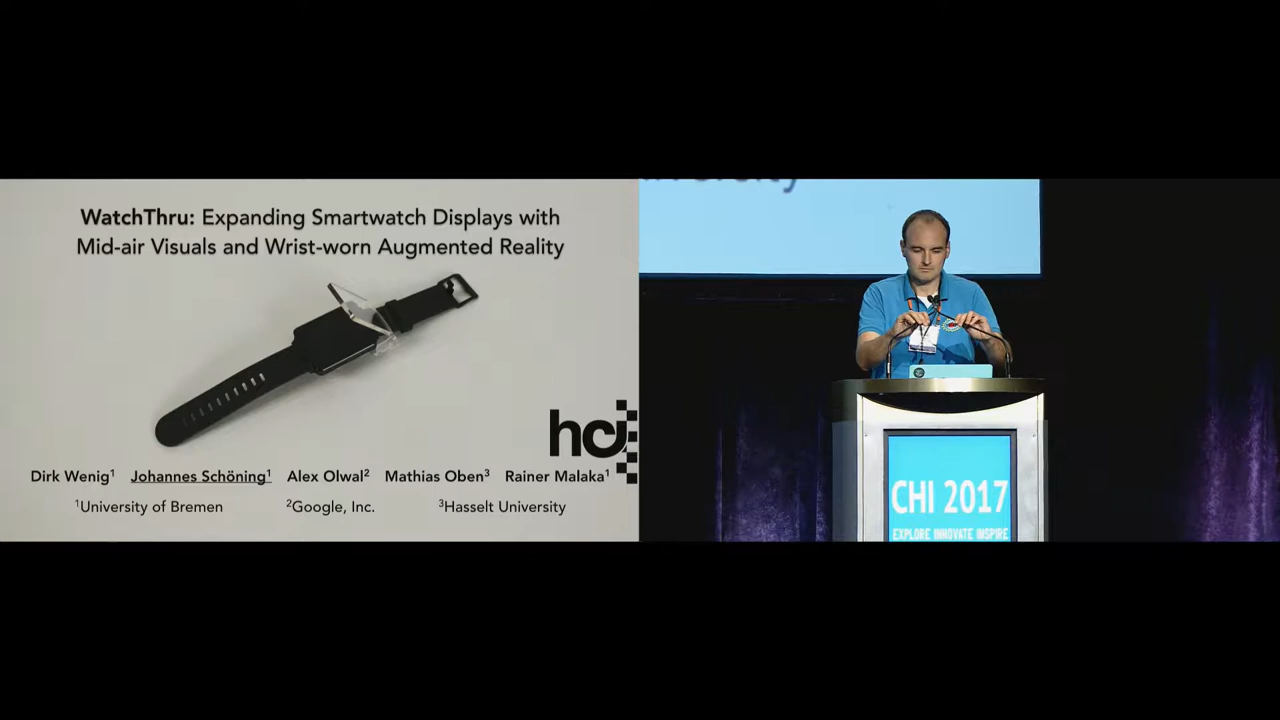 WatchThru: Expanding Smartwatch Displays with
Mid-air Visuals and Wrist-worn Augmented Reality
hci
Dirk Wenig¹ Johannes Schöning¹ Alex Olwal² Mathias Oben³ Rainer Malaka¹
¹University of Bremen ²Google, Inc. ³Hasselt University
CHI 2017
EXPLORE INNOVATE INSPIRE